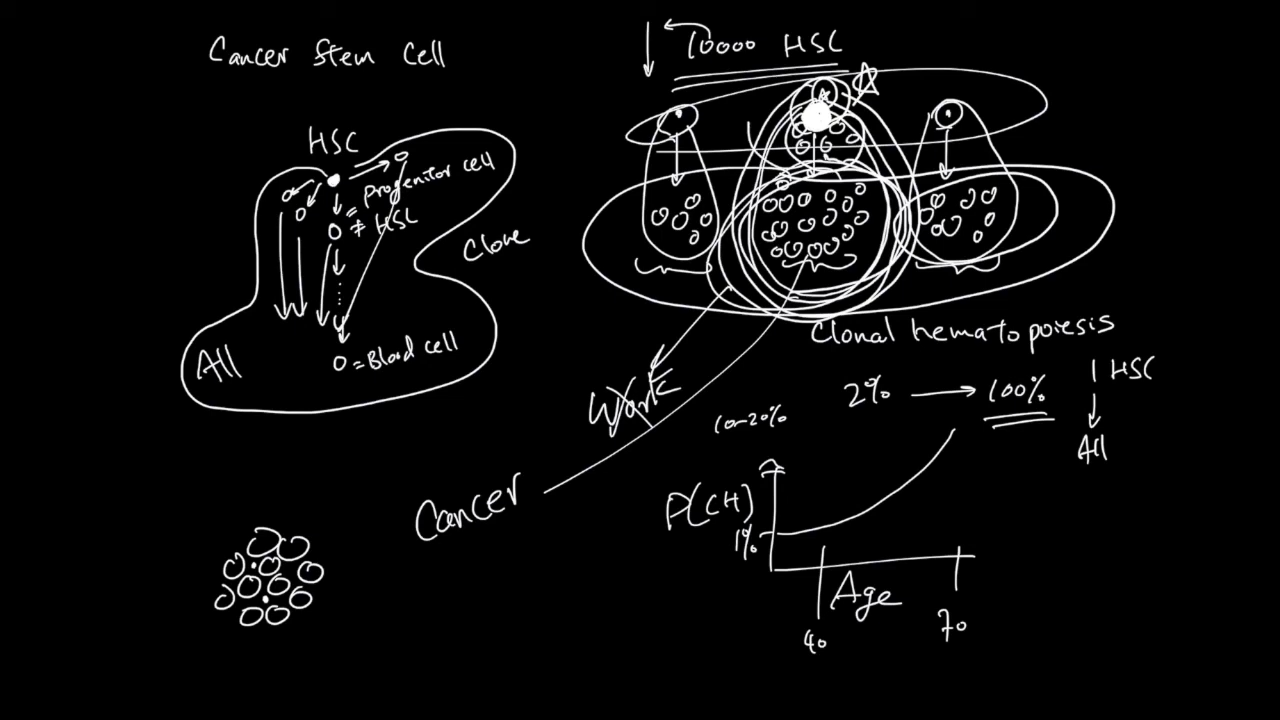 Cancer Stem Cell
10000 HSC
HSC
= Progenitor cell
≠ HSC
Clone
All
0 = Blood cell
Clonal hematopoiesis
2% → 100%
1 HSC
↓
All
Work
10-20%
Cancer
P(CH)
1%
Age
40
70